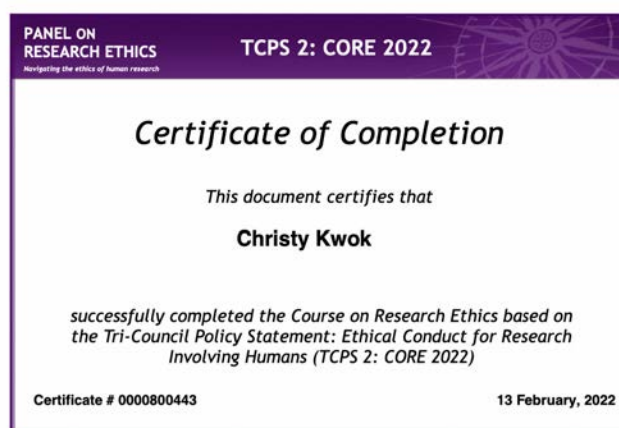 PANEL ON
RESEARCH ETHICS
Navigating the ethics of human research
TCPS 2: CORE 2022
Certificate of Completion
This document certifies that
Christy Kwok
successfully completed the Course on Research Ethics based on
the Tri-Council Policy Statement: Ethical Conduct for Research
Involving Humans (TCPS 2: CORE 2022)
Certificate # 0000800443
13 February, 2022